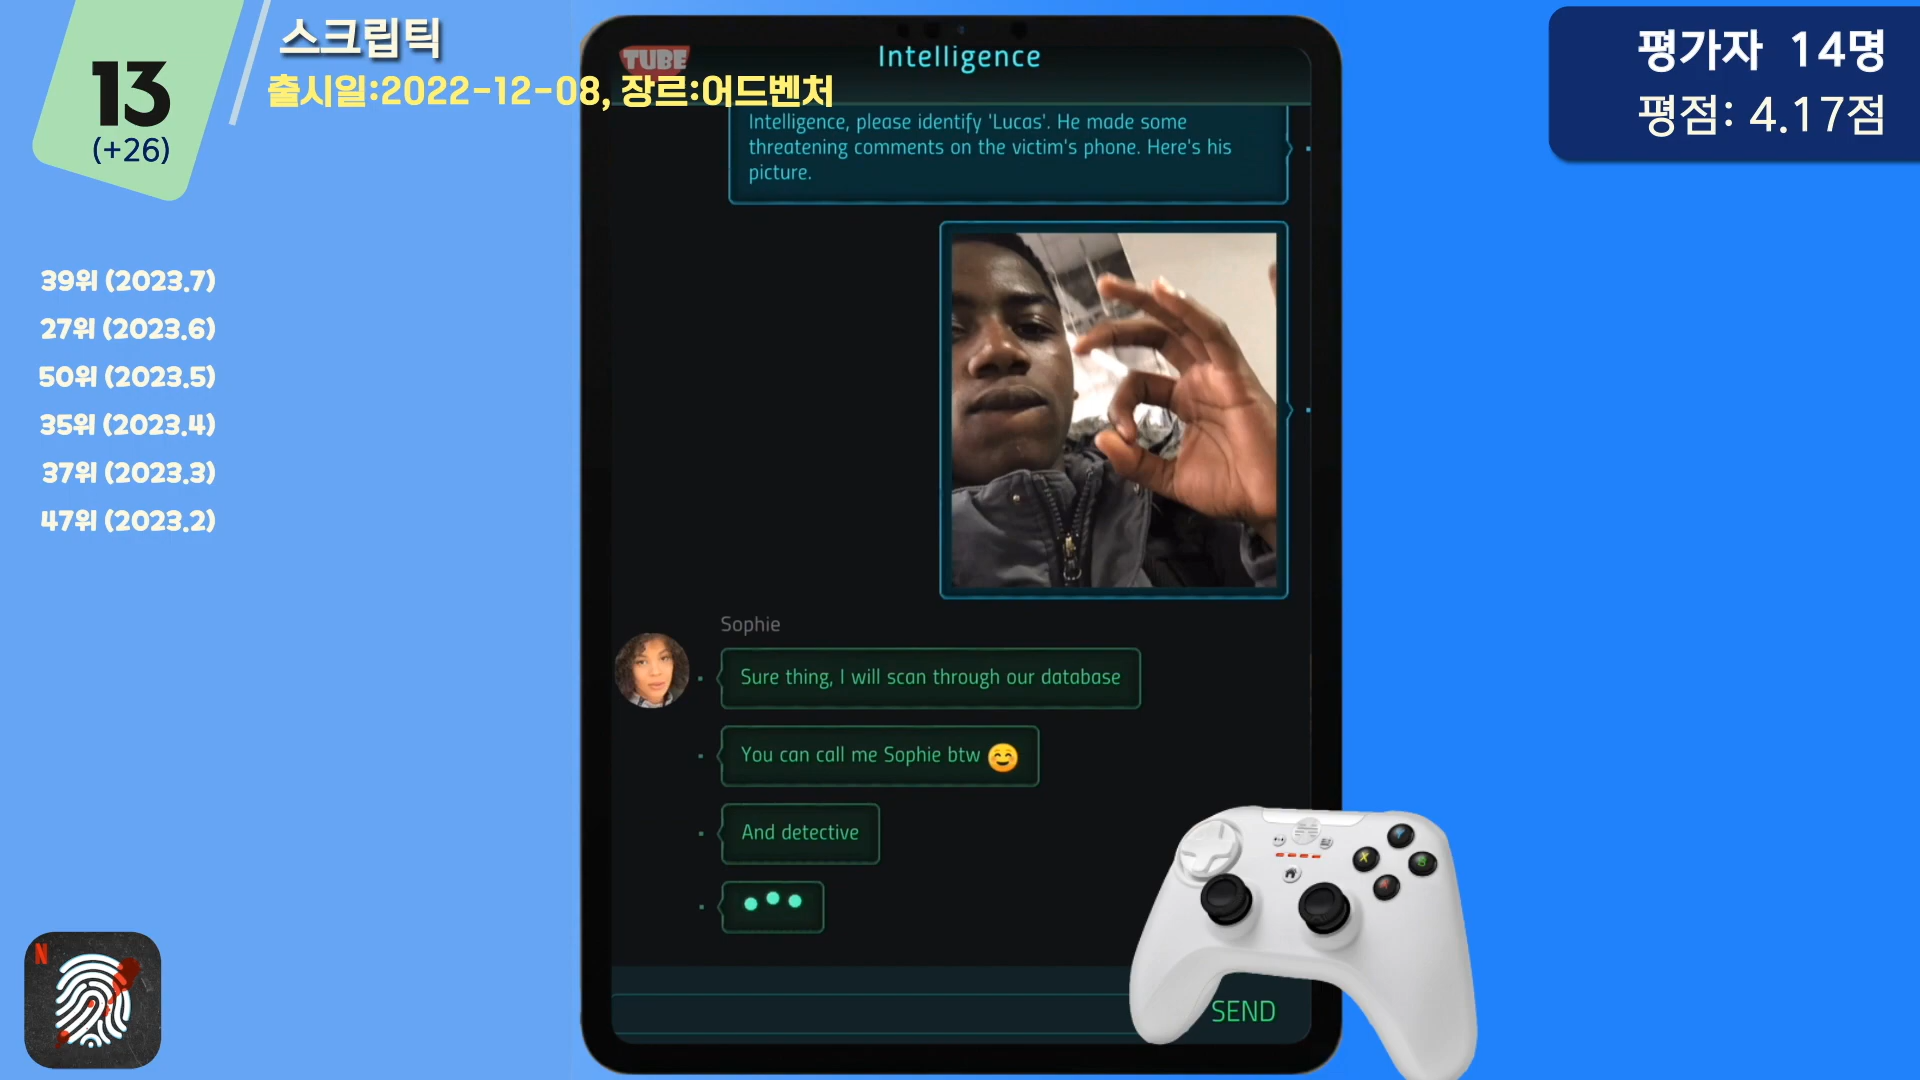 13
(+26)
스크립틱
출시일:2022-12-08, 장르:어드벤처
평가자 14명
평점: 4.17점
39위 (2023.7)
27위 (2023.6)
50위 (2023.5)
35위 (2023.4)
37위 (2023.3)
47위 (2023.2)
TUBE
Intelligence
Intelligence, please identify 'Lucas'. He made some
threatening comments on the victim's phone. Here's his
picture.
Sophie
Sure thing, I will scan through our database
You can call me Sophie btw 😊
And detective
SEND
N
X